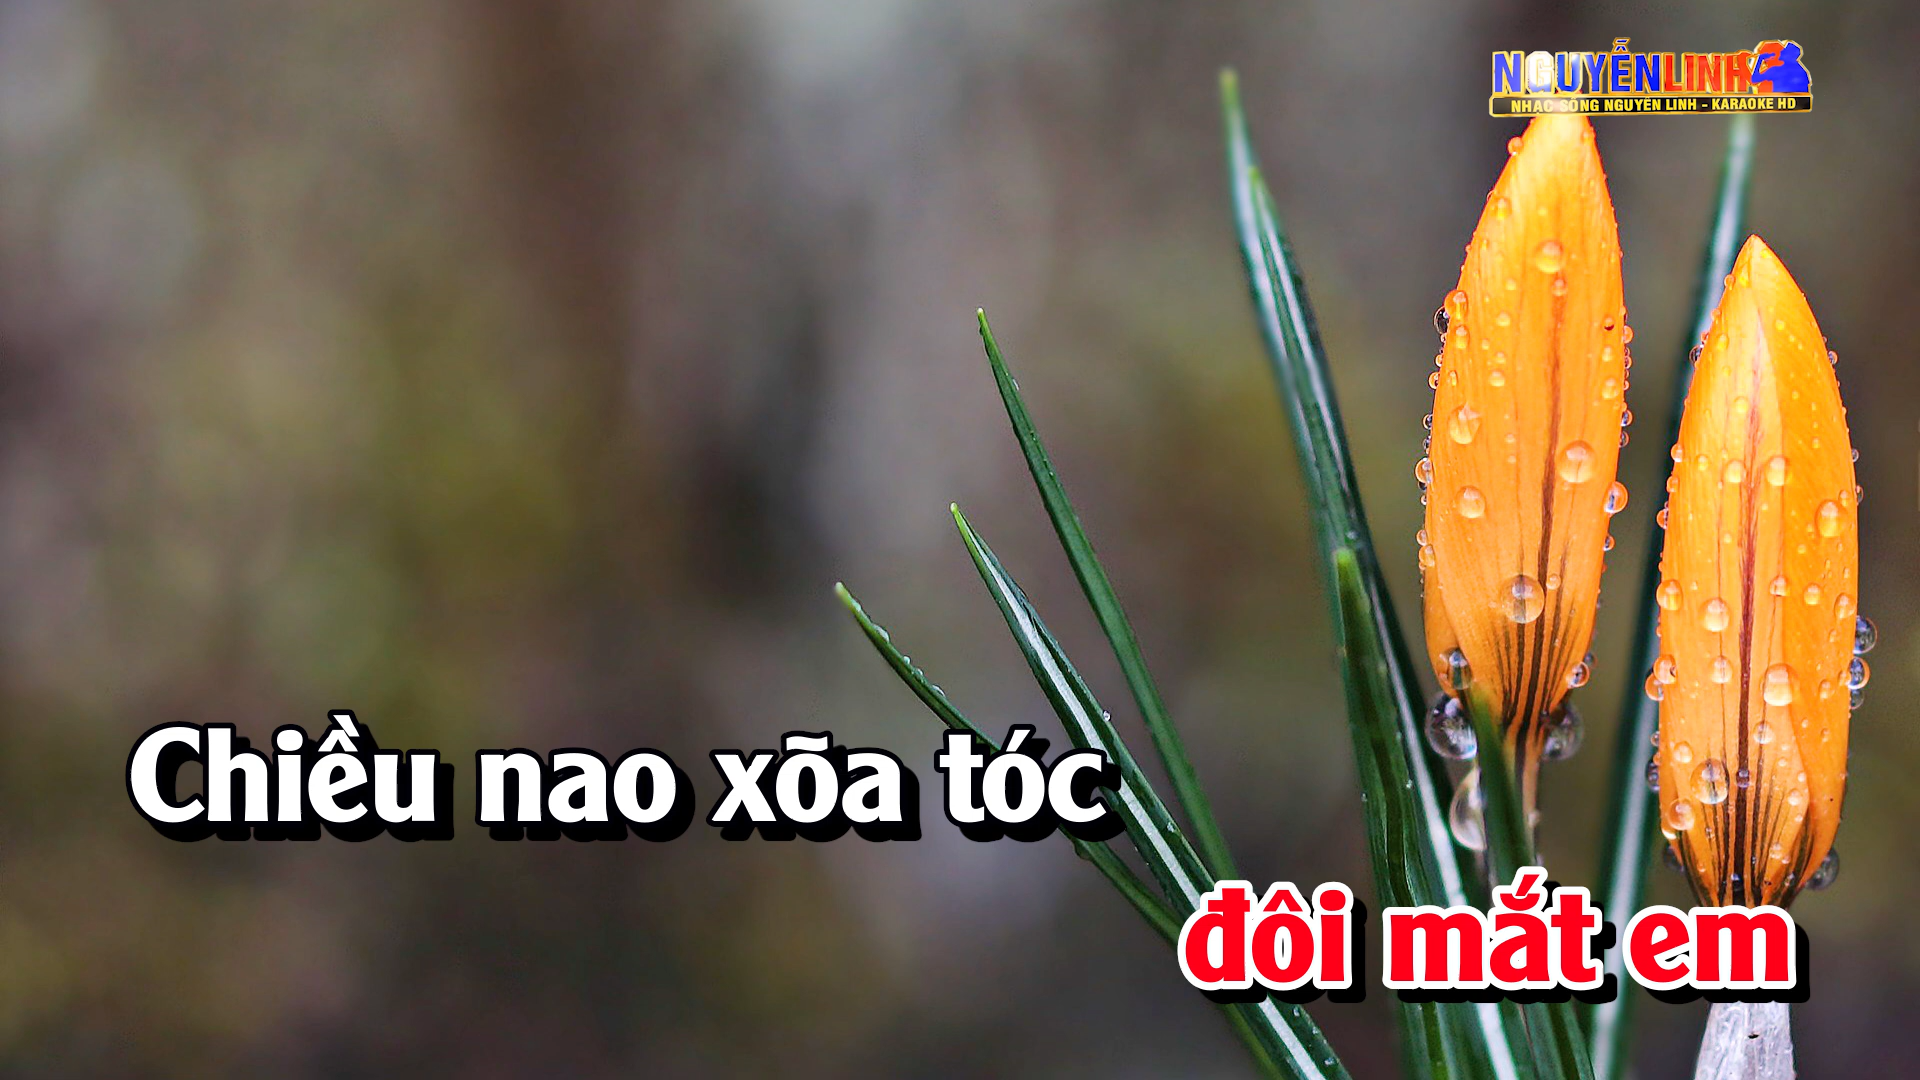 NGUYỄN LINH
NHẠC SỐNG NGUYỄN LINH - KARAOKE HD
Chiều nao xõa tóc
đôi mắt em